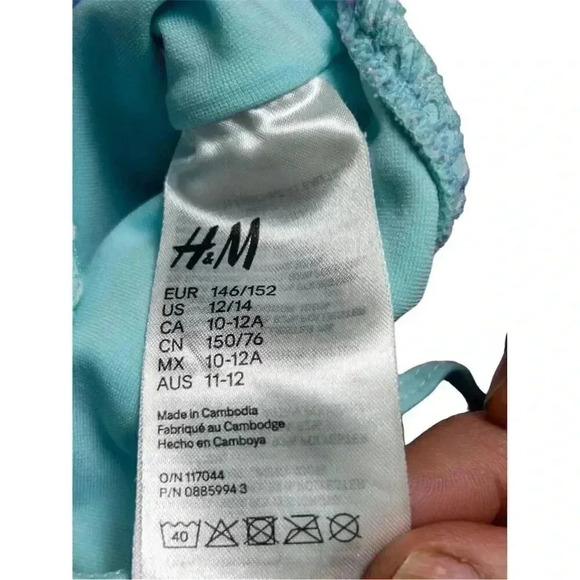 H&M
EUR 146/152
US 12/14
CA 10-12A
CN 150/76
MX 10-12A
AUS 11-12
Made in Cambodia
Fabriqué au Cambodge
Hecho en Camboya
O/N 117044
P/N 0885994 3
40